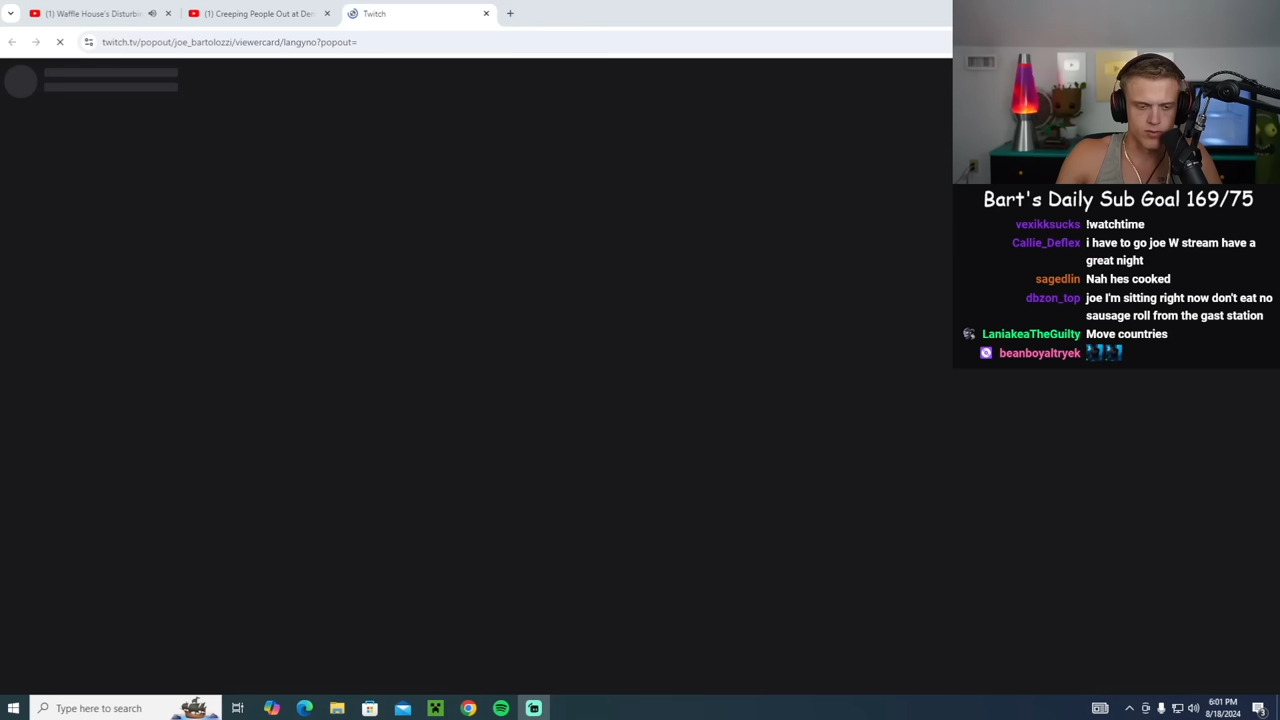 (1) Waffle House's Disturbin
(1) Creeping People Out at Den
Twitch
twitch.tv/popout/joe_bartolozzi/viewercard/langyno?popout=
Bart's Daily Sub Goal 169/75
vexikksucks !watchtime
Callie_Deflex i have to go joe W stream have a
great night
sagedlin Nah hes cooked
dbzon_top joe I'm sitting right now don't eat no
sausage roll from the gast station
LaniakeaTheGuilty Move countries
beanboyaltryek
Type here to search
6:01 PM
8/18/2024
3